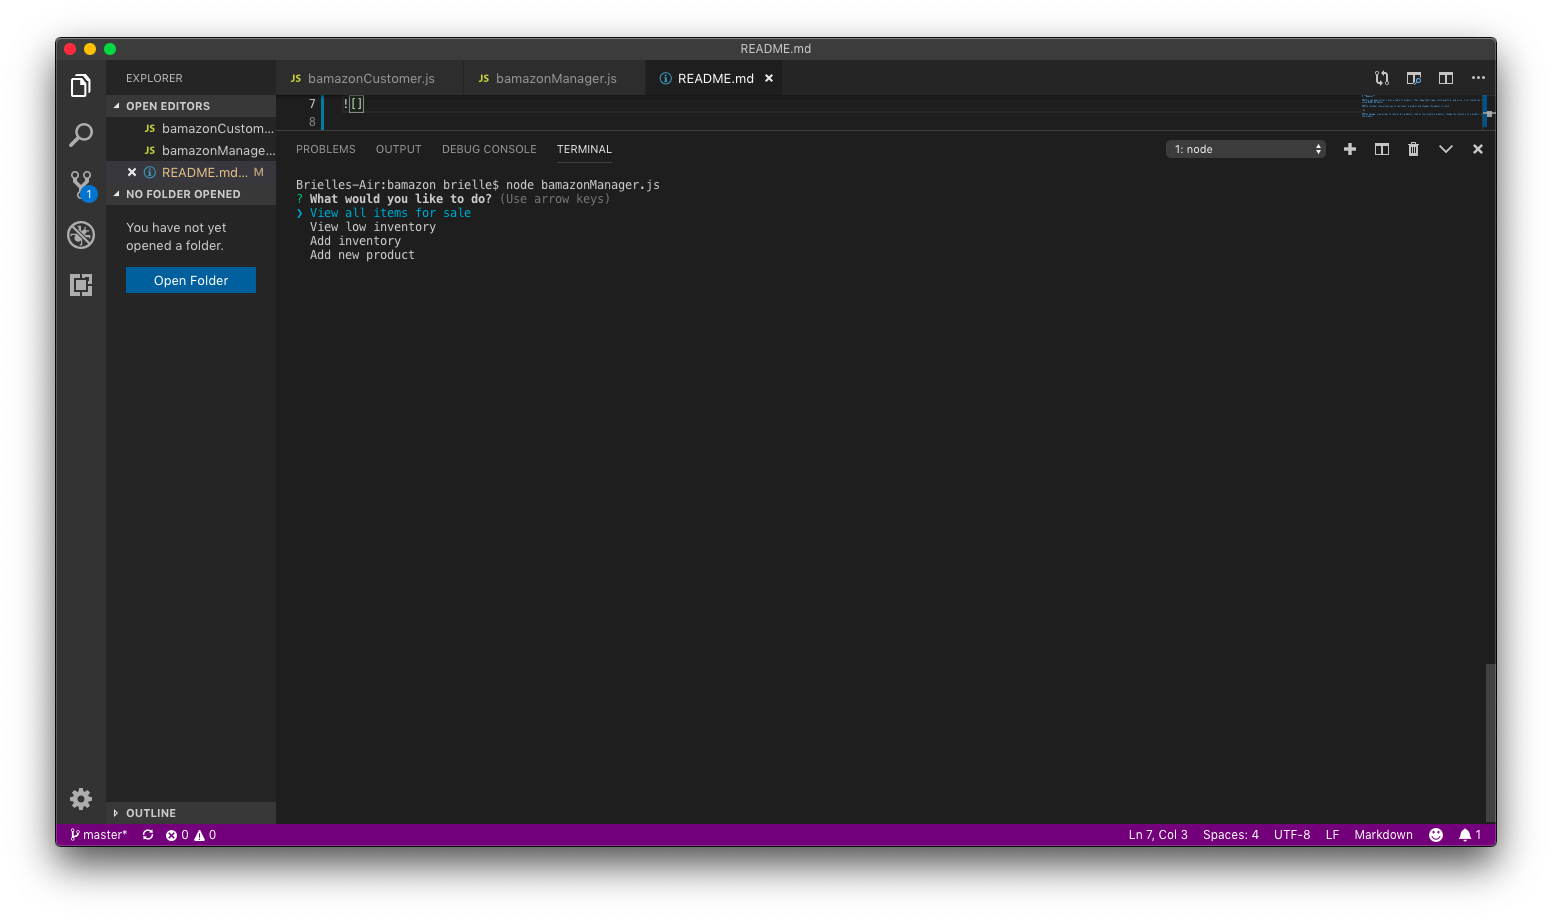 README.md
EXPLORER
OPEN EDITORS
JS bamazonCustom...
JS bamazonManage...
README.md... M
NO FOLDER OPENED
You have not yet
opened a folder.
Open Folder
OUTLINE
1
JS bamazonCustomer.js
JS bamazonManager.js
README.md
7 ![]
8
PROBLEMS OUTPUT DEBUG CONSOLE TERMINAL
1: node
Brielles-Air:bamazon brielle$ node bamazonManager.js
? What would you like to do? (Use arrow keys)
❯ View all items for sale
View low inventory
Add inventory
Add new product
master* 0 0
Ln 7, Col 3 Spaces: 4 UTF-8 LF Markdown 1